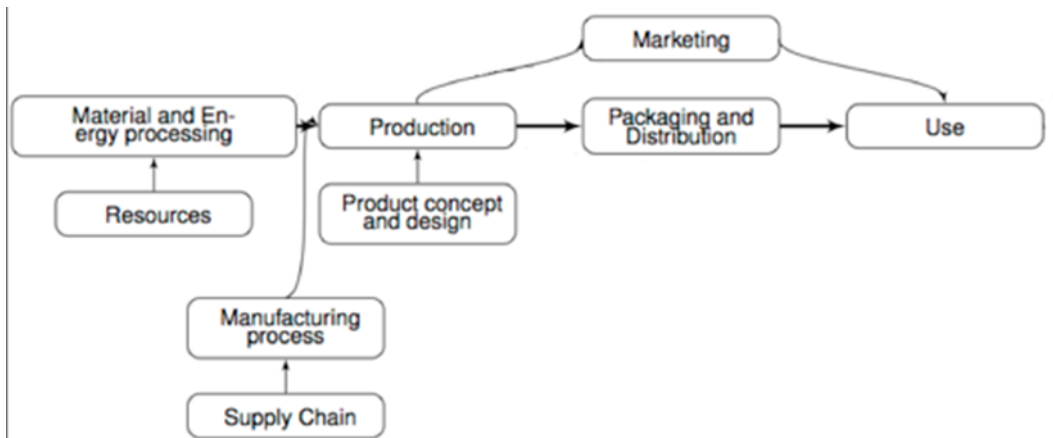 Marketing
Material and En-
ergy processing
Production
Packaging and
Distribution
Use
Resources
Product concept
and design
Manufacturing
process
Supply Chain